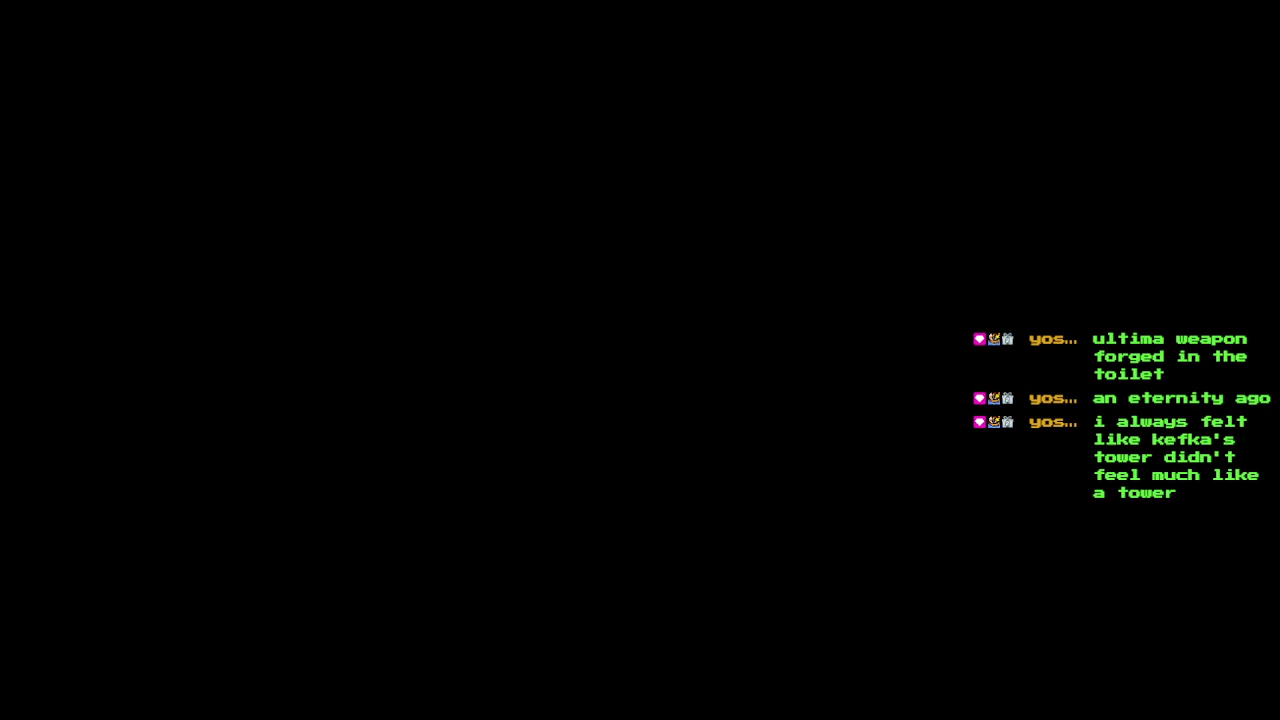 yos... ultima weapon
forged in the
toilet
yos... an eternity ago
yos... i always felt
like kefka's
tower didn't
feel much like
a tower